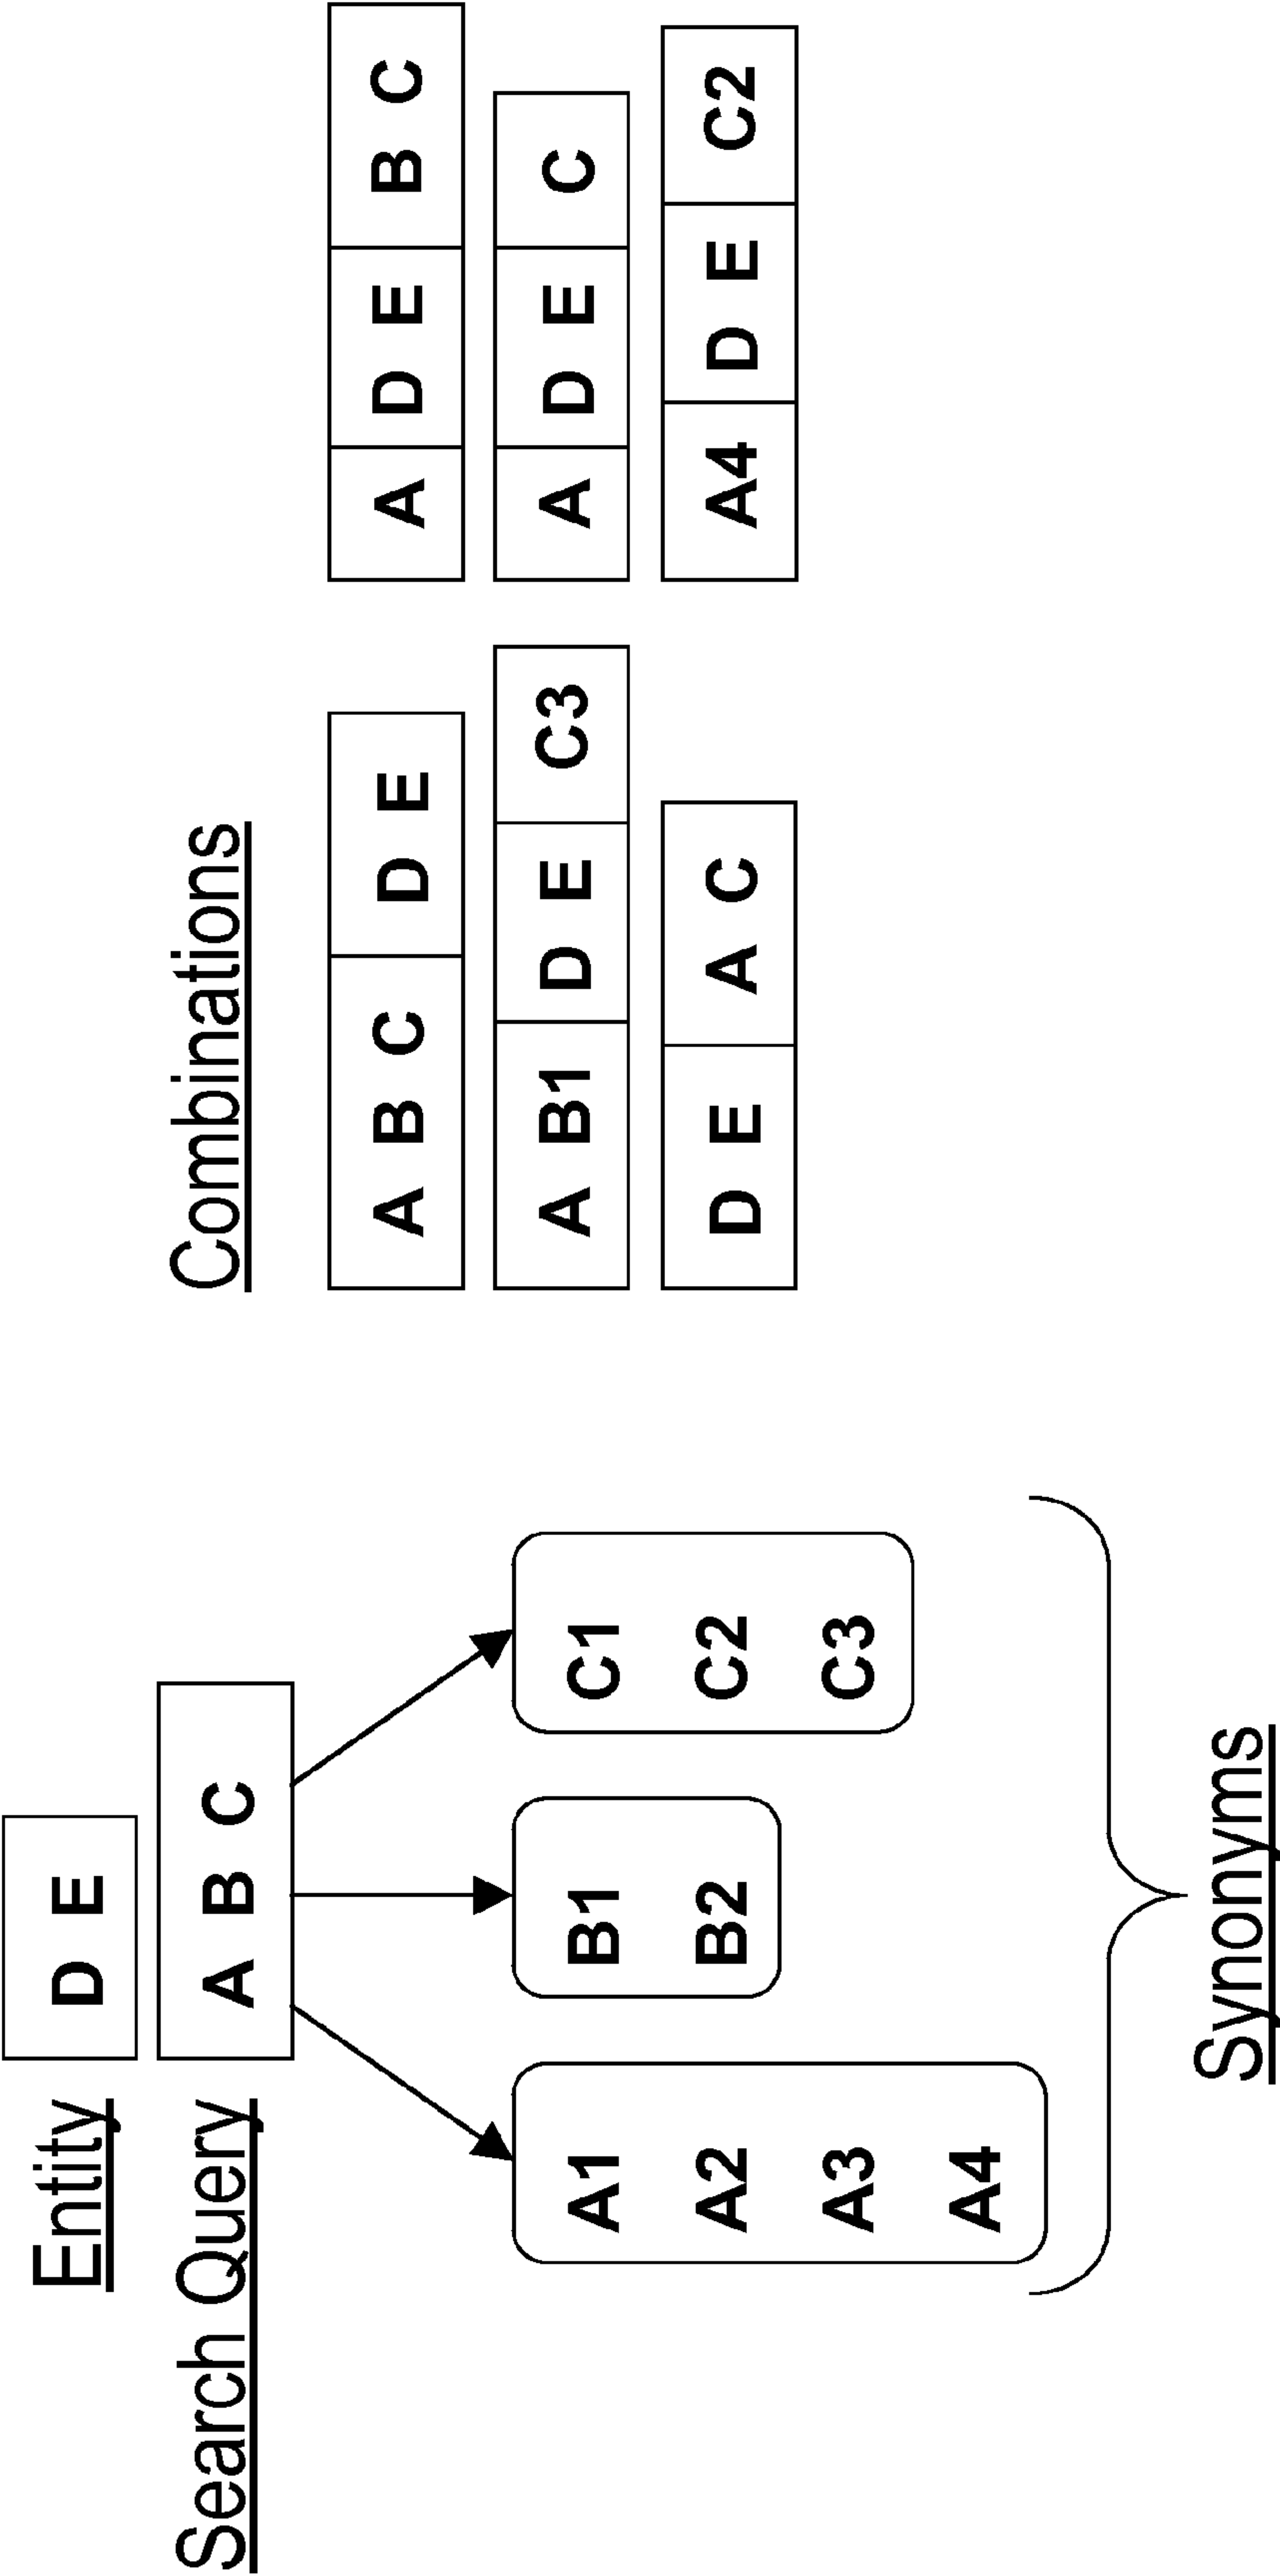 Entity
D E
Search Query
A B C
A1
A2
A3
A4
B1
B2
C1
C2
C3
Synonyms
Combinations
A B C D E
A D E B C
A B1 D E C3
A D E C
D E A C
A4 D E C2